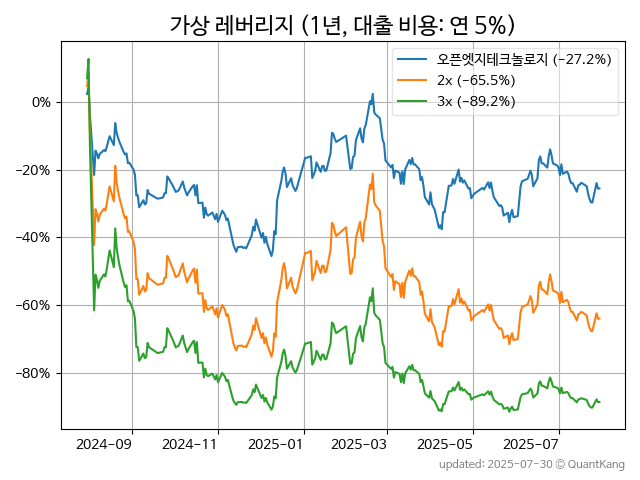 가상 레버리지 (1년, 대출 비용: 연 5%)
오픈엣지테크놀로지 (−27.2%)
2x (−65.5%)
3x (−89.2%)
0%
−20%
−40%
−60%
−80%
2024−09 2024−11 2025−01 2025−03 2025−05 2025−07
updated: 2025-07-30 © QuantKang